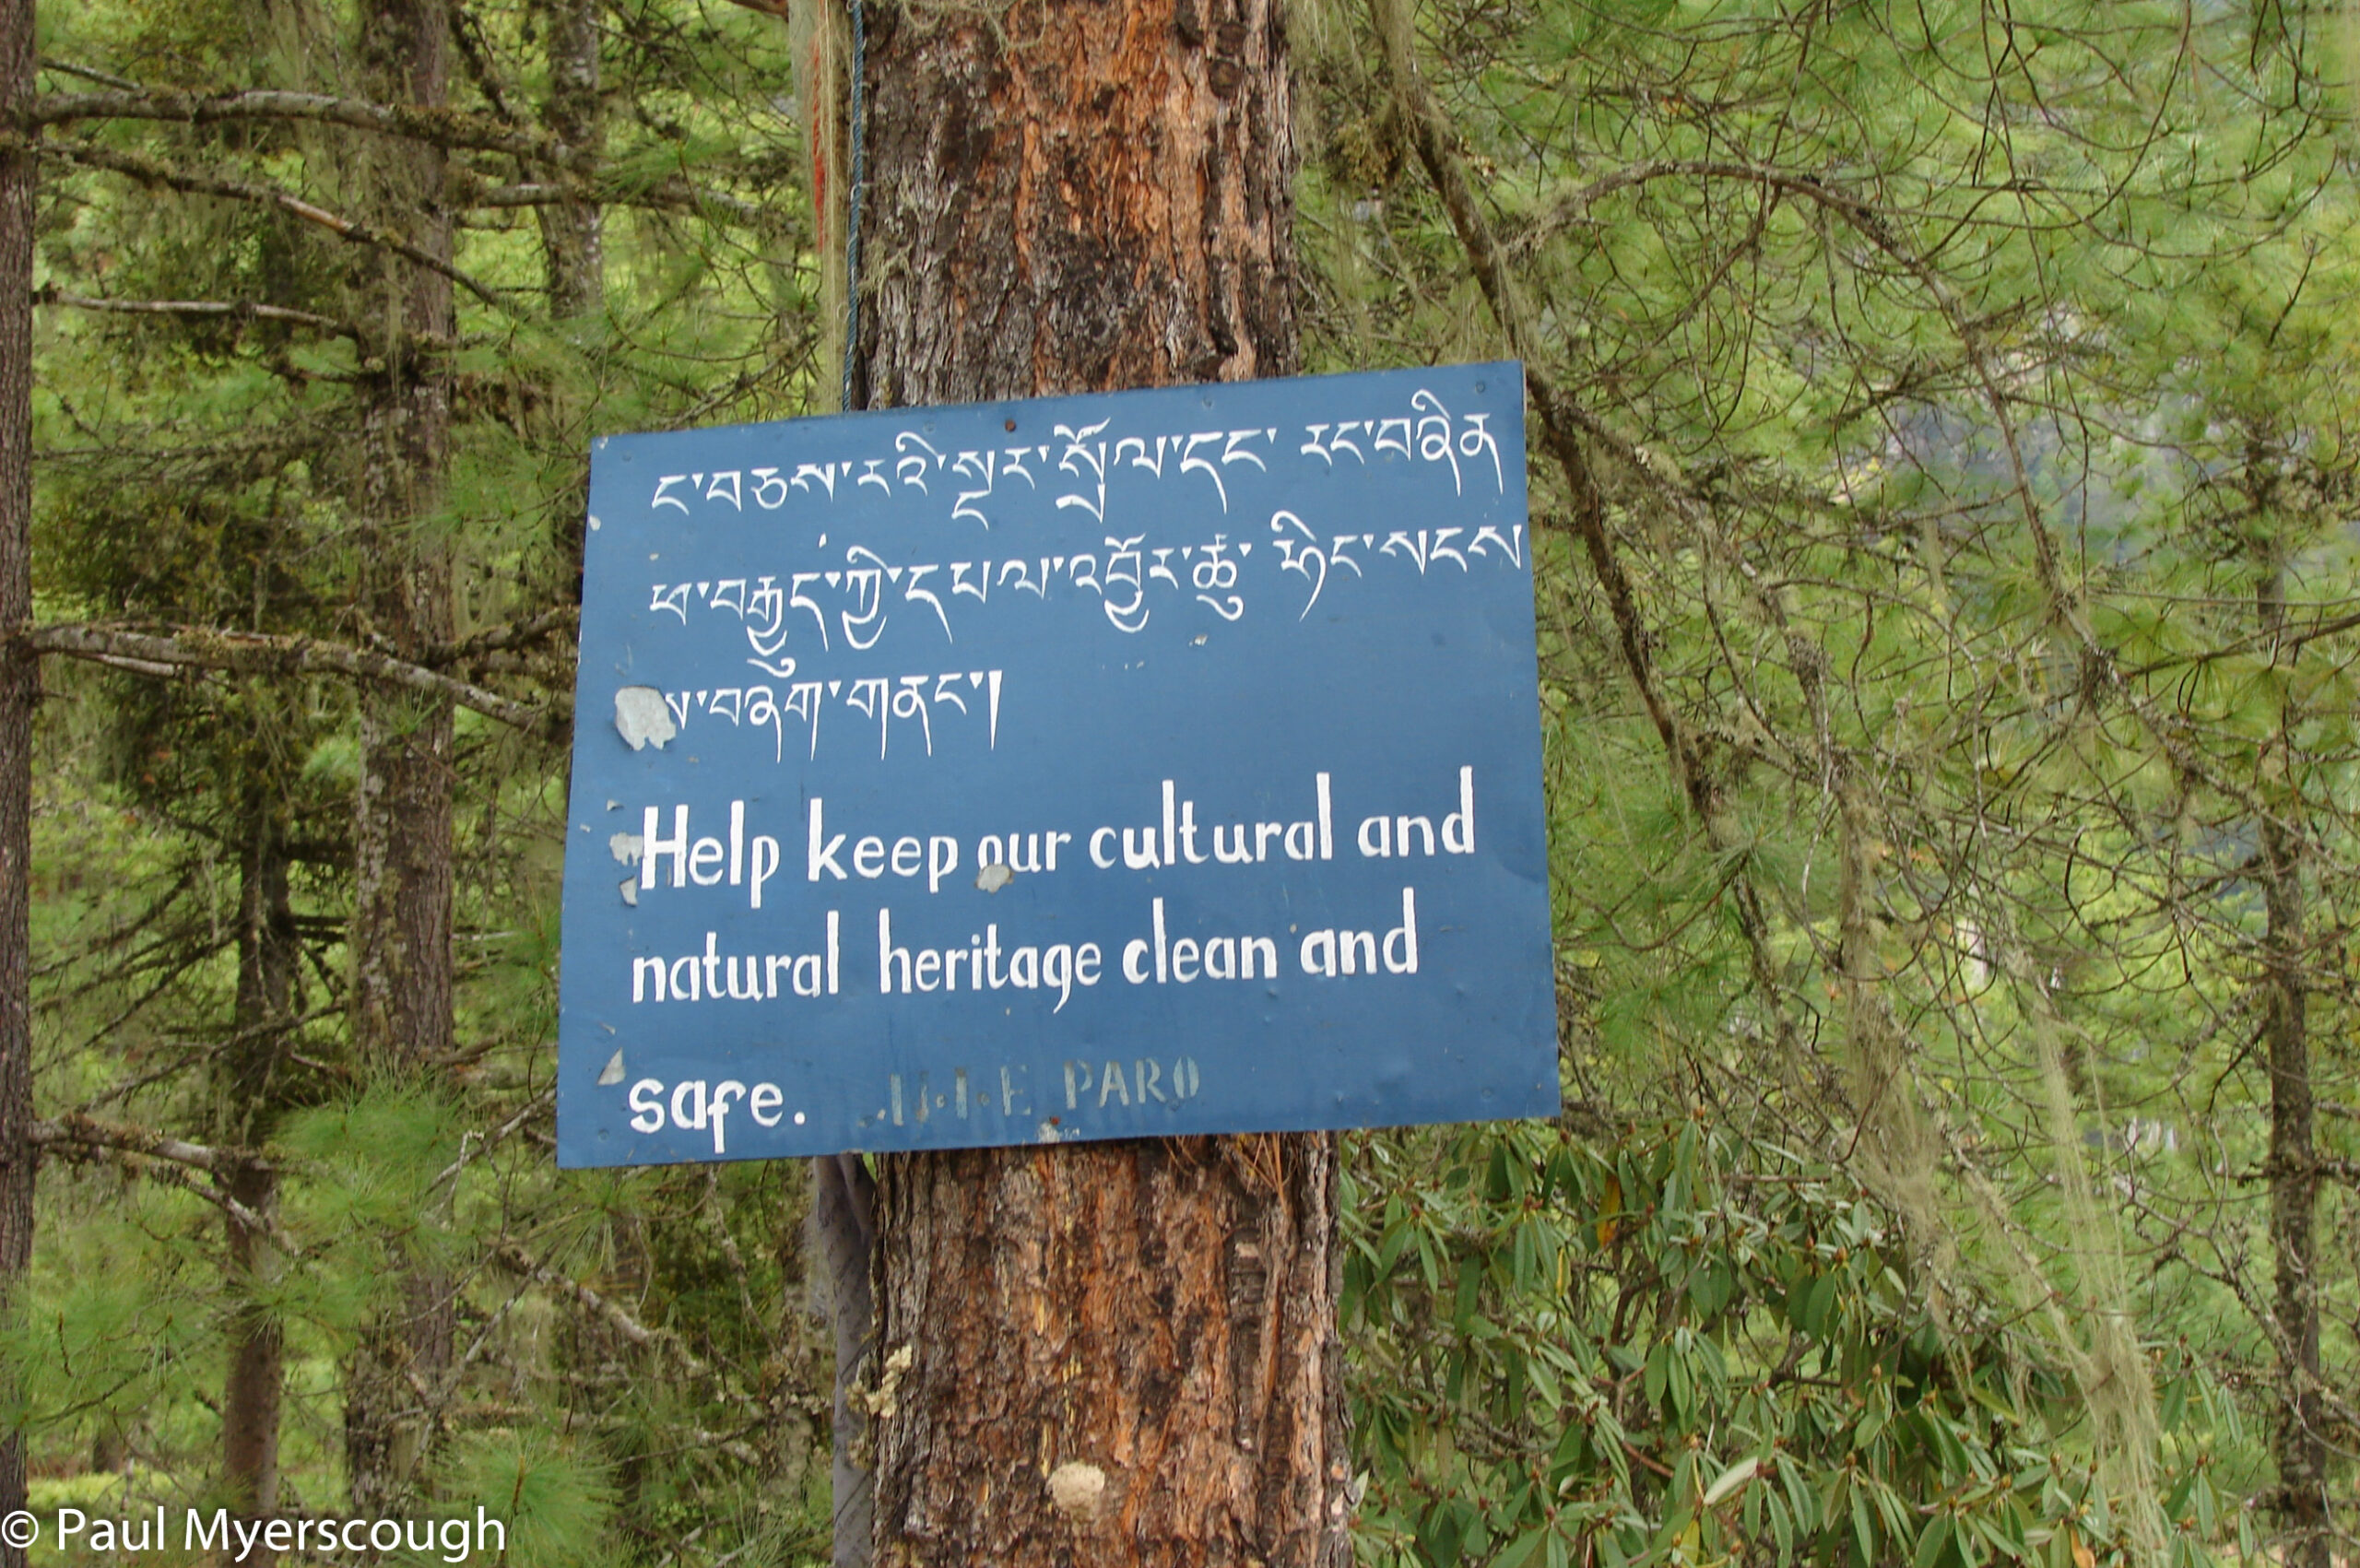 ང་བཅས་རའི་སྔར་སྲོལ་དང་ རང་བཞིན
ཕ་བརྒྱུད་ཀྱི་དཔལ་འབྱོར་ཚུ་ ཧིང་སངས
ས་བཞག་གནང་།
Help keep our cultural and
natural heritage clean and
safe. PARO
© Paul Myerscough